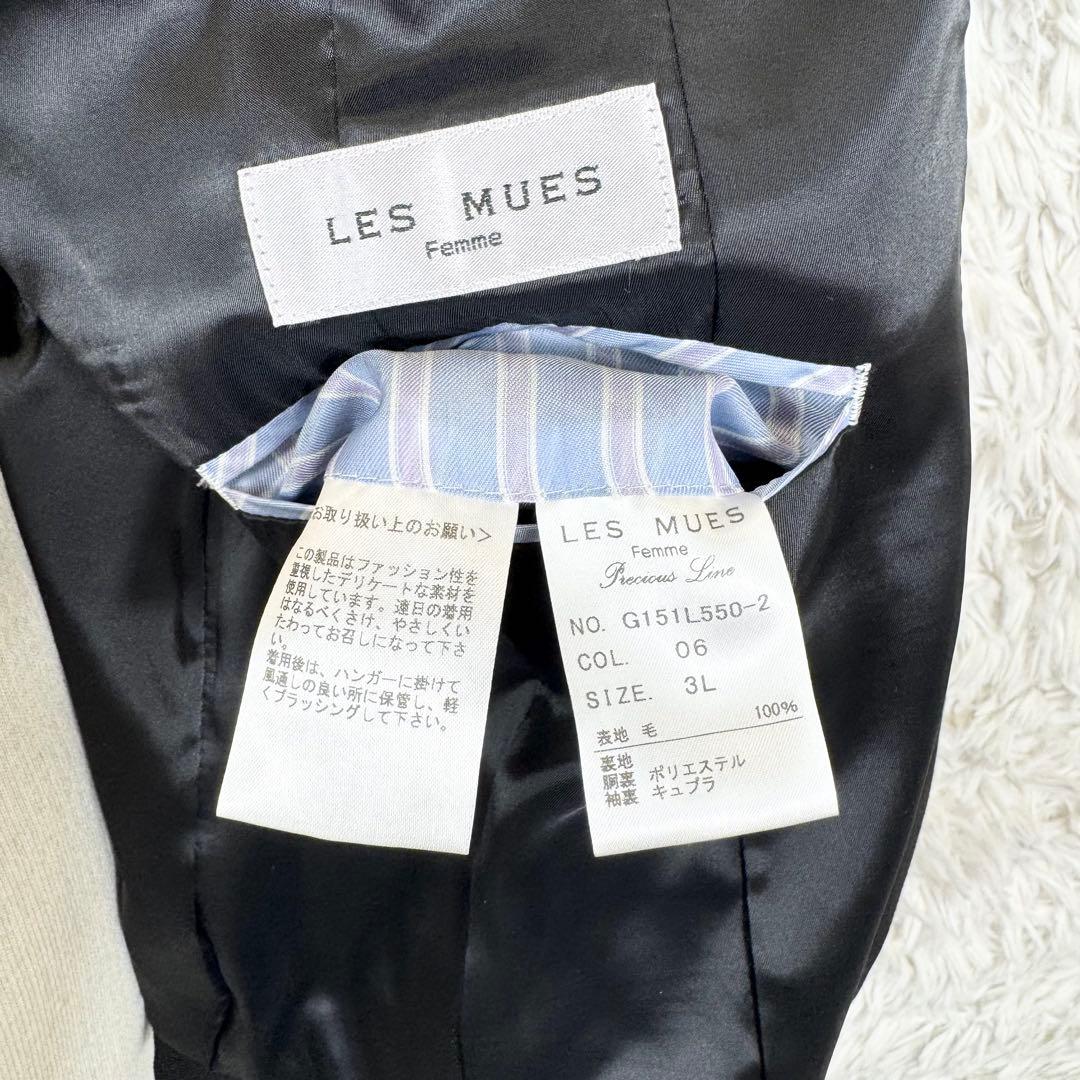 LES MUES
Femme
お取り扱い上のお願い＞
この製品はファッション性を
重視したデリケートな素材を
使用しています。連日の着用
はなるべくさけ、やさしくい
たわってお召しになって下さ
い。
着用後は、ハンガーに掛けて
風通しの良い所に保管し、軽
くブラッシングして下さい。
LES MUES
Femme
Precious Line
NO. G151L550-2
COL. 06
SIZE. 3L
表地 毛 100%
裏地
胴裏 ポリエステル
袖裏 キュプラ